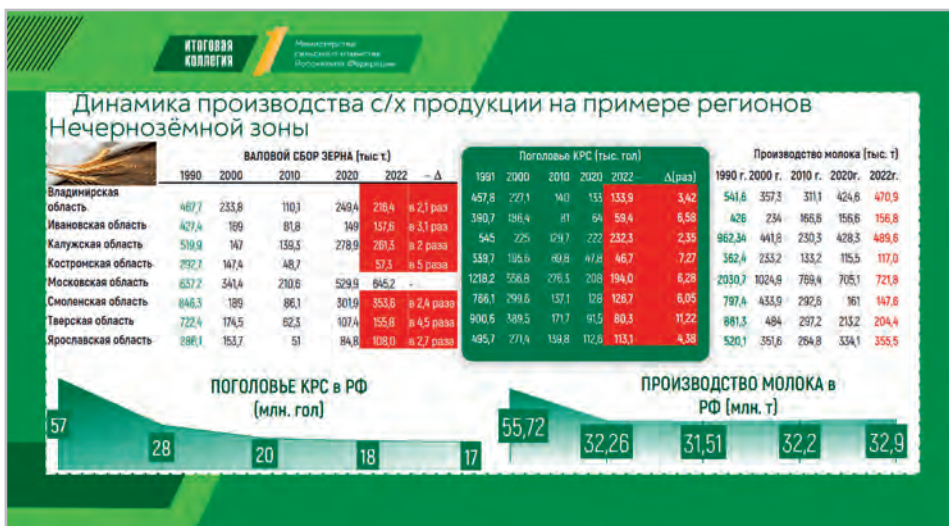 ИТОГОВАЯ
КОЛЛЕГИЯ
1
Министерство
сельского хозяйства
Российской Федерации
Динамика производства с/х продукции на примере регионов
Нечернозёмной зоны
ВАЛОВОЙ СБОР ЗЕРНА (тыс т.)
1990 2000 2010 2020 2022 - Δ
Владимирская
область 467,7 233,8 110,1 249,4 216,4 в 2,1 раз
Ивановская область 427,4 169 81,8 149 137,6 в 3,1 раз
Калужская область 519,9 147 139,3 278,9 261,3 в 2 раза
Костромская область 292,7 147,4 48,7 57,3 в 5 раза
Московская область 637,2 341,4 210,6 529,9 645,2 -
Смоленская область 846,3 189 86,1 301,9 353,6 в 2,4 раза
Тверская область 722,4 174,5 62,3 107,4 155,8 в 4,5 раза
Ярославская область 288,1 153,7 51 84,8 108,0 в 2,7 раза
Поголовье КРС (тыс. гол)
1991 2000 2010 2020 2022 Δ(раз)
457,8 227,1 140 133 133,9 3,42
390,7 186,4 81 64 59,4 6,58
545 225 129,7 222 232,3 2,35
339,7 195,6 69,8 47,8 46,7 7,27
1218,2 556,8 276,3 208 194,0 6,28
766,1 299,6 137,1 128 126,7 6,05
900,6 389,5 171,7 91,5 80,3 11,22
495,7 271,4 139,8 112,6 113,1 4,38
Производство молока (тыс. т)
1990 г. 2000 г. 2010 г. 2020г. 2022г.
541,6 357,3 311,1 424,6 470,9
426 234 166,6 156,6 156,8
962,34 441,8 230,3 428,3 489,6
362,4 233,2 133,2 115,5 117,0
2030,7 1024,9 769,4 705,1 721,8
797,4 433,9 292,6 161 147,6
881,3 484 297,2 213,2 204,4
520,1 351,6 264,8 334,1 355,5
ПОГОЛОВЬЕ КРС в РФ
(млн. гол)
57 28 20 18 17
ПРОИЗВОДСТВО МОЛОКА в
РФ (млн. т)
55,72 32,26 31,51 32,2 32,9